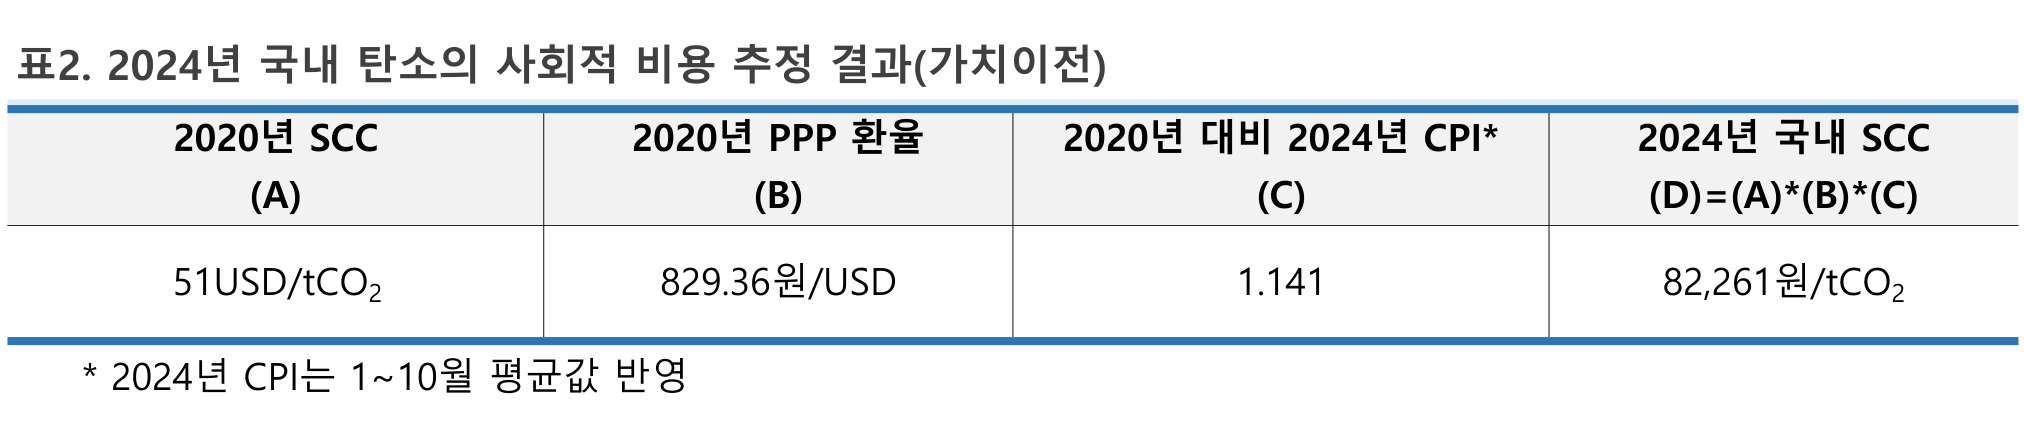 표2. 2024년 국내 탄소의 사회적 비용 추정 결과(가치이전)
2020년 SCC 2020년 PPP 환율 2020년 대비 2024년 CPI* 2024년 국내 SCC
(A) (B) (C) (D)=(A)*(B)*(C)
51USD/tCO₂ 829.36원/USD 1.141 82,261원/tCO₂
* 2024년 CPI는 1~10월 평균값 반영